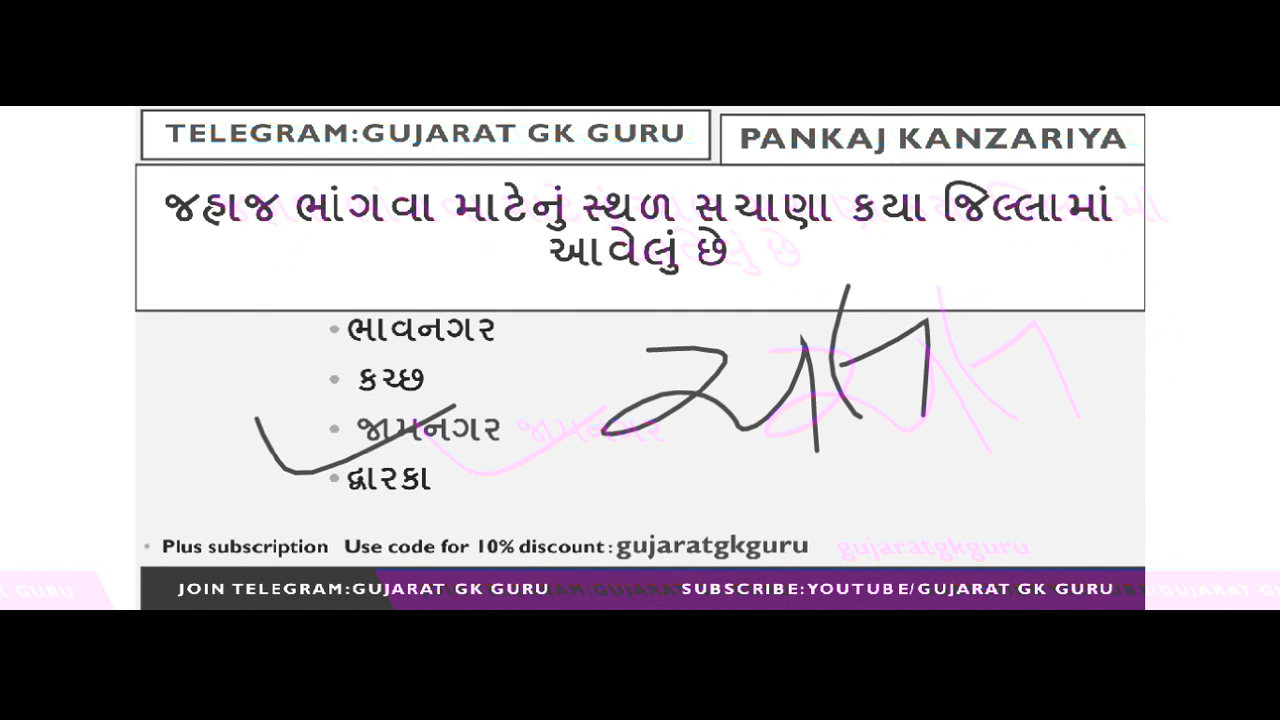 TELEGRAM:GUJARAT GK GURU
PANKAJ KANZARIYA
જહાજ ભાંગવા માટેનું સ્થળ સચાણા કયા જિલ્લામાં
આવેલું છે
• ભાવનગર
• કચ્છ
• જામનગર
• દ્વારકા
• Plus subscription Use code for 10% discount : gujaratgkguru
JOIN TELEGRAM:GUJARAT GK GURU
SUBSCRIBE:YOUTUBE/GUJARAT GK GURU